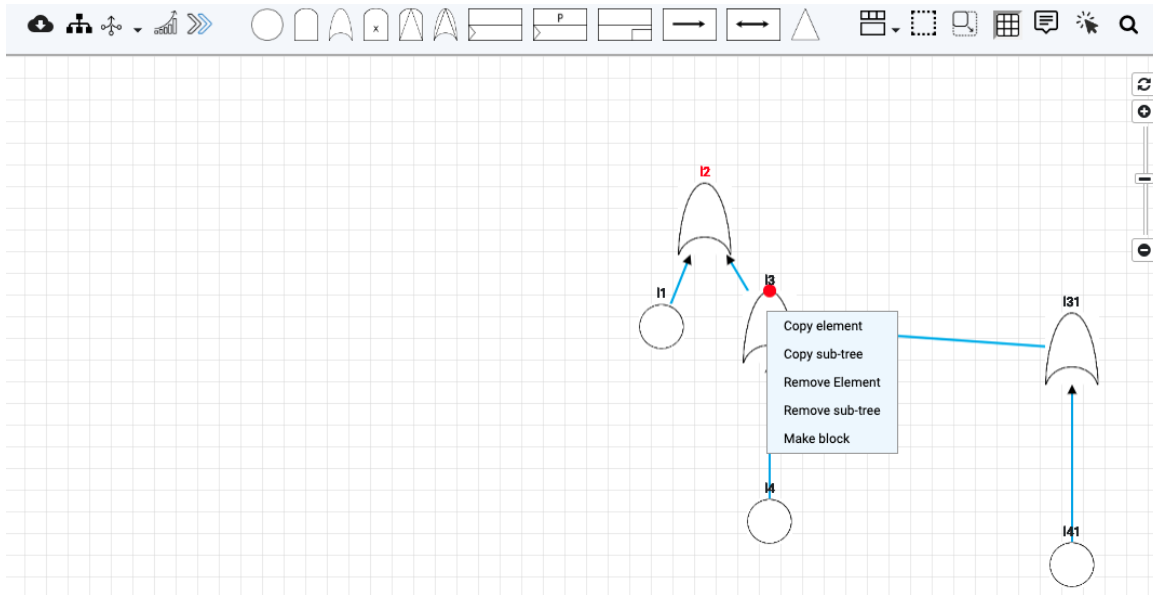 x
P
l2
l3
l1
l31
Copy element
Copy sub-tree
Remove Element
Remove sub-tree
Make block
l4
l41